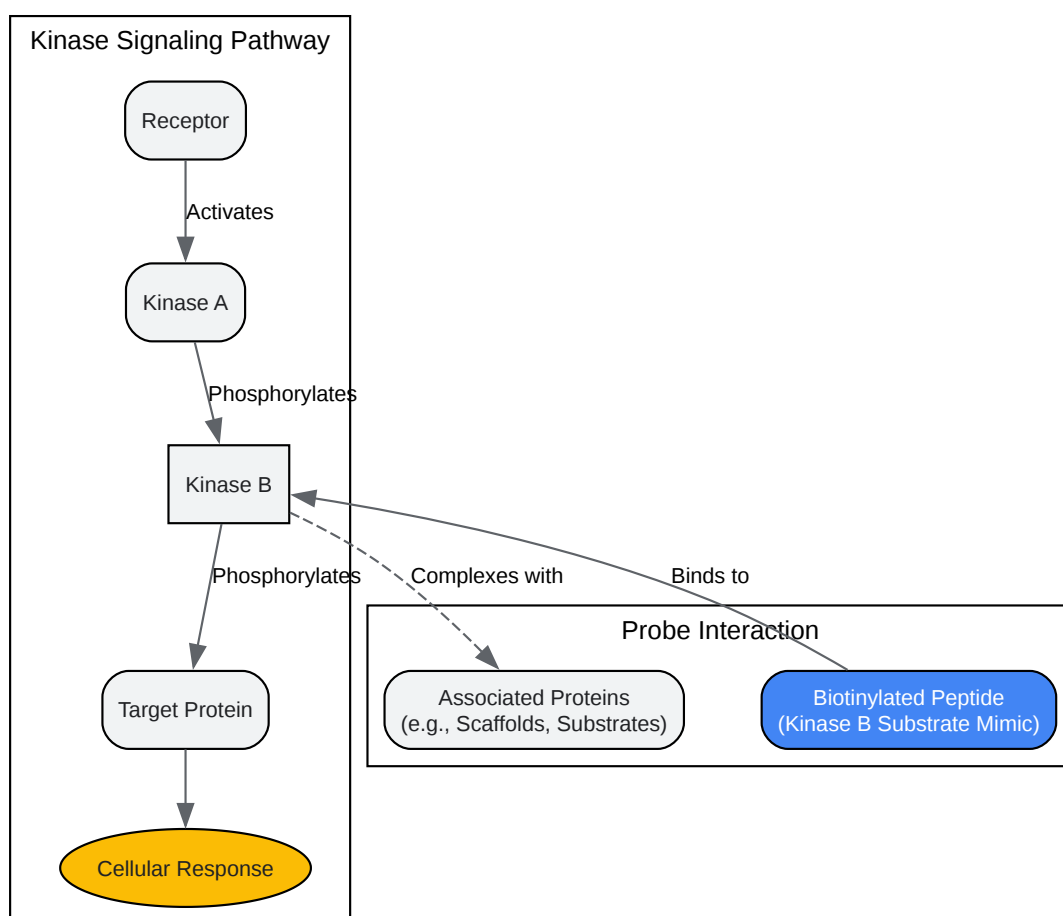 Kinase Signaling Pathway
Receptor
Activates
Kinase A
Phosphorylates
Kinase B
Phosphorylates
Complexes with
Binds to
Probe Interaction
Target Protein
Associated Proteins
(e.g., Scaffolds, Substrates)
Biotinylated Peptide
(Kinase B Substrate Mimic)
Cellular Response